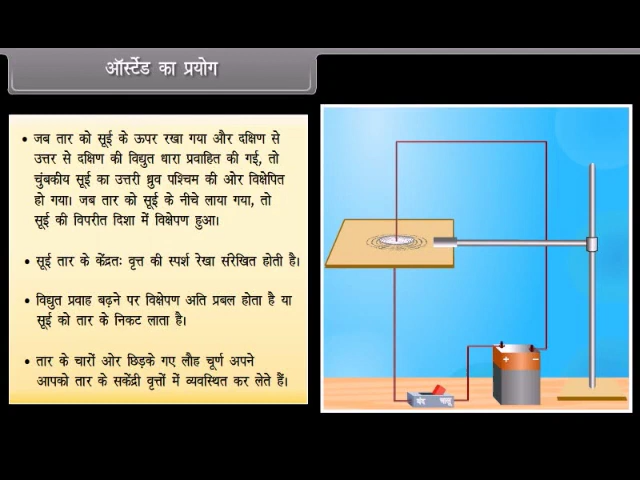 ऑर्स्टेड का प्रयोग
• जब तार को सूई के ऊपर रखा गया और दक्षिण से
उत्तर से दक्षिण की विद्युत धारा प्रवाहित की गई, तो
चुंबकीय सूई का उत्तरी ध्रुव पश्चिम की ओर विक्षेपित
हो गया। जब तार को सूई के नीचे लाया गया, तो
सूई की विपरीत दिशा में विक्षेपण हुआ।
• सूई तार के केंद्रतः वृत्त की स्पर्श रेखा संरेखित होती है।
• विद्युत प्रवाह बढ़ने पर विक्षेपण अति प्रबल होता है या
सूई को तार के निकट लाता है।
• तार के चारों ओर छिड़के गए लौह चूर्ण अपने
आपको तार के सकेंद्री वृत्तों में व्यवस्थित कर लेते हैं।
+ −
बंद चालू